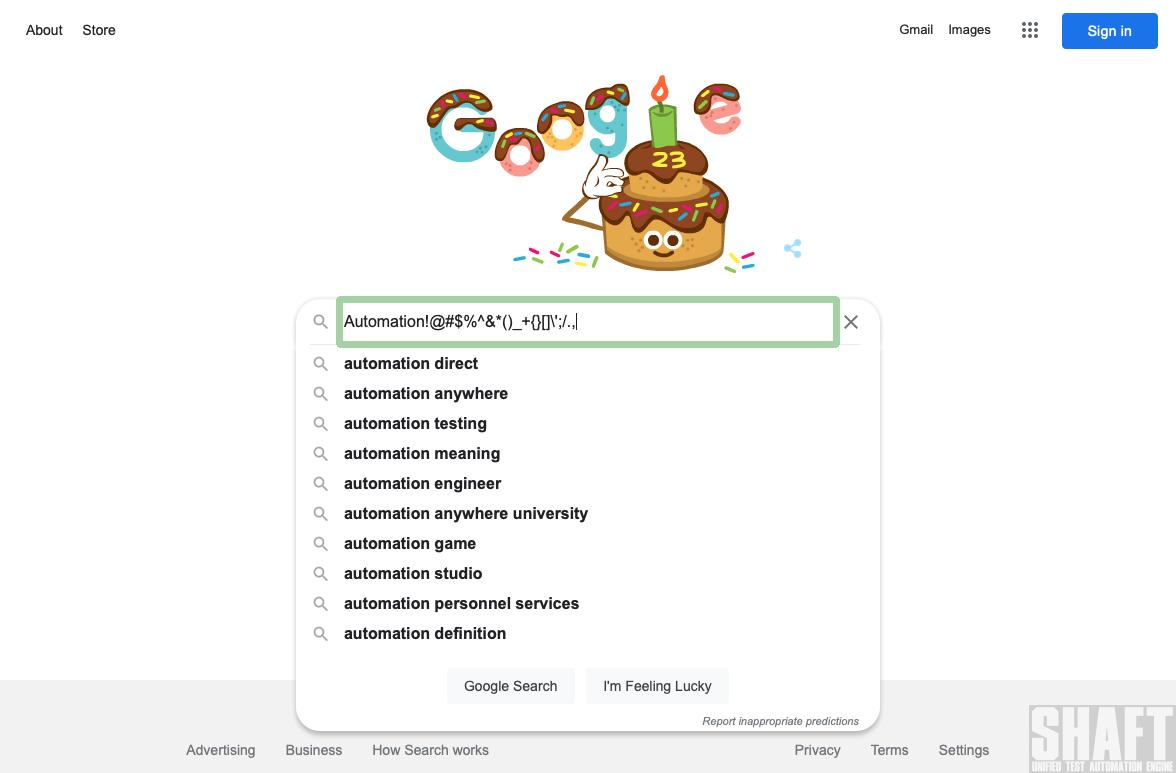 About Store
Gmail Images
Sign in
Google
23
Automation!@#$%^&*()_+{}[]\';/.,
automation direct
automation anywhere
automation testing
automation meaning
automation engineer
automation anywhere university
automation game
automation studio
automation personnel services
automation definition
Google Search I'm Feeling Lucky
Report inappropriate predictions
Advertising Business How Search works
Privacy Terms Settings
SHAFT
UNIFIED TEST AUTOMATION ENGINE